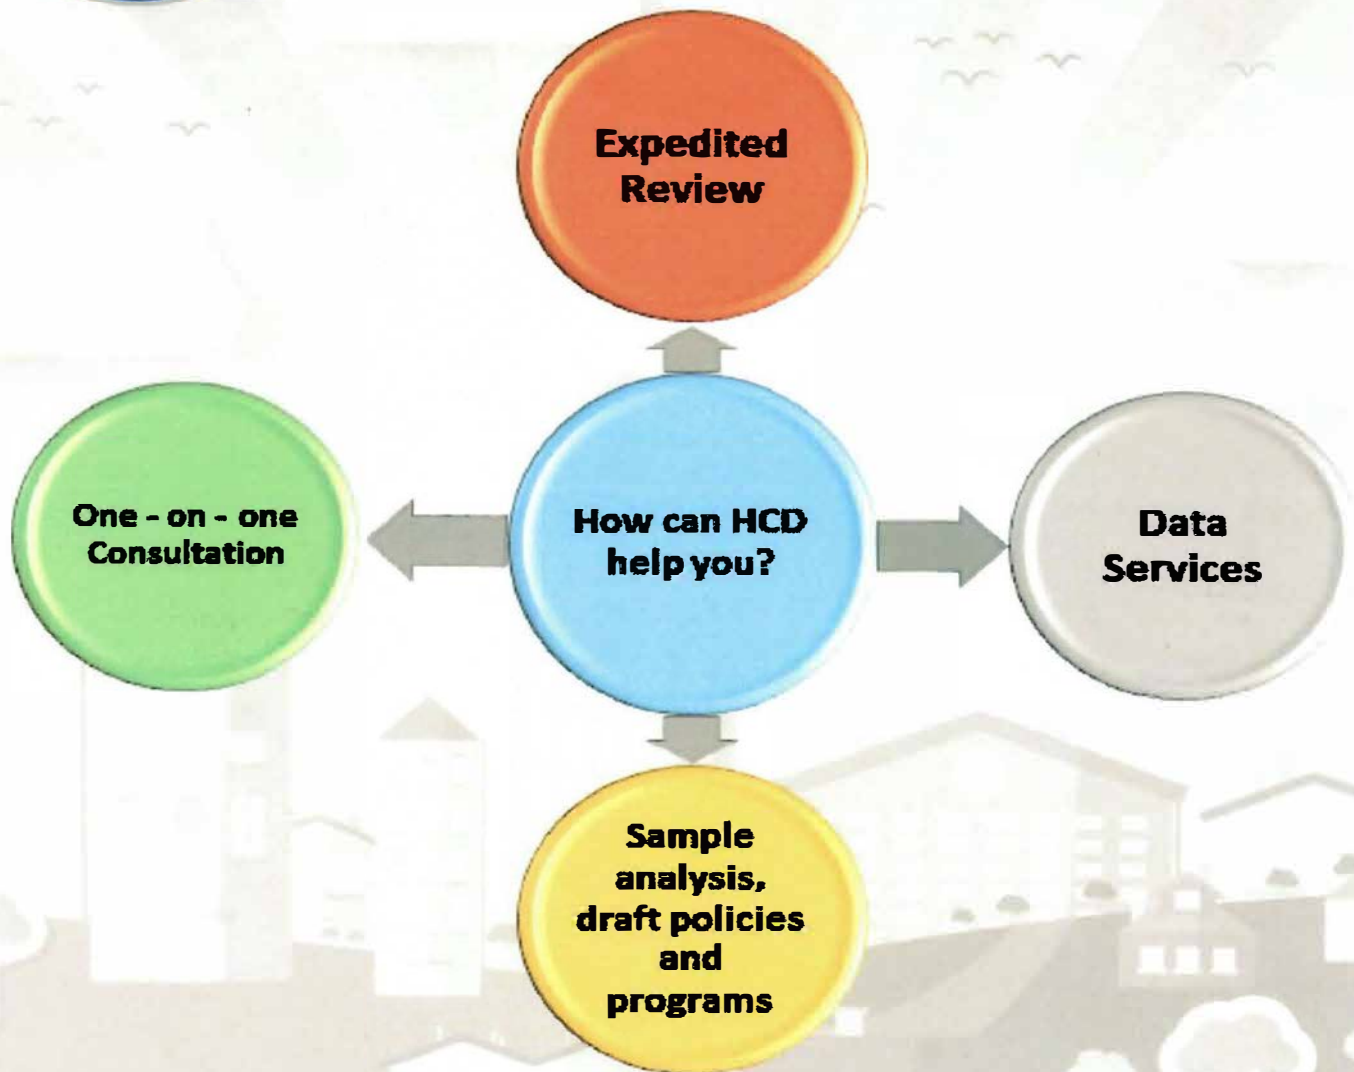 Expedited
Review
One - on - one
Consultation
How can HCD
help you?
Data
Services
Sample
analysis,
draft policies
and
programs